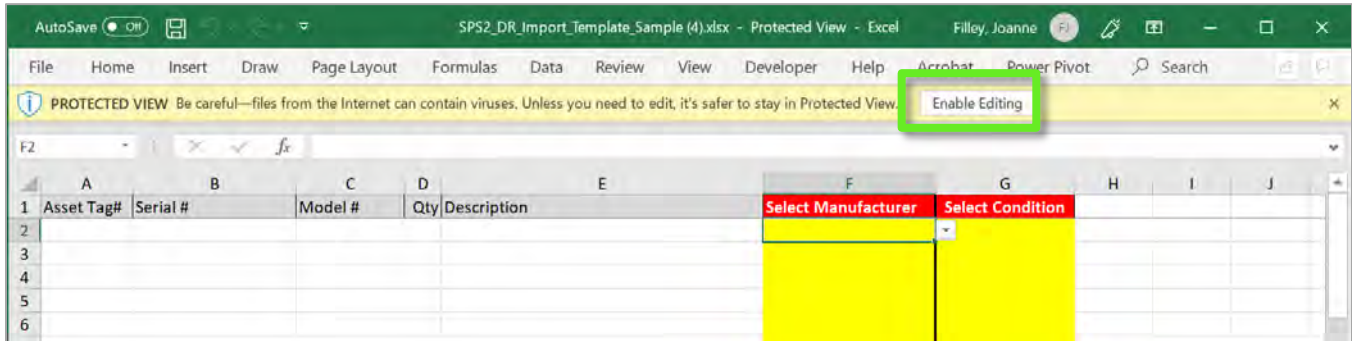 AutoSave Off SPS2_DR_Import_Template_Sample (4).xlsx - Protected View - Excel Filley, Joanne FJ
File Home Insert Draw Page Layout Formulas Data Review View Developer Help Acrobat Power Pivot Search
PROTECTED VIEW Be careful—files from the Internet can contain viruses. Unless you need to edit, it's safer to stay in Protected View. Enable Editing
F2 fx
A B C D E F G H I J
1 Asset Tag# Serial # Model # Qty Description Select Manufacturer Select Condition
2
3
4
5
6